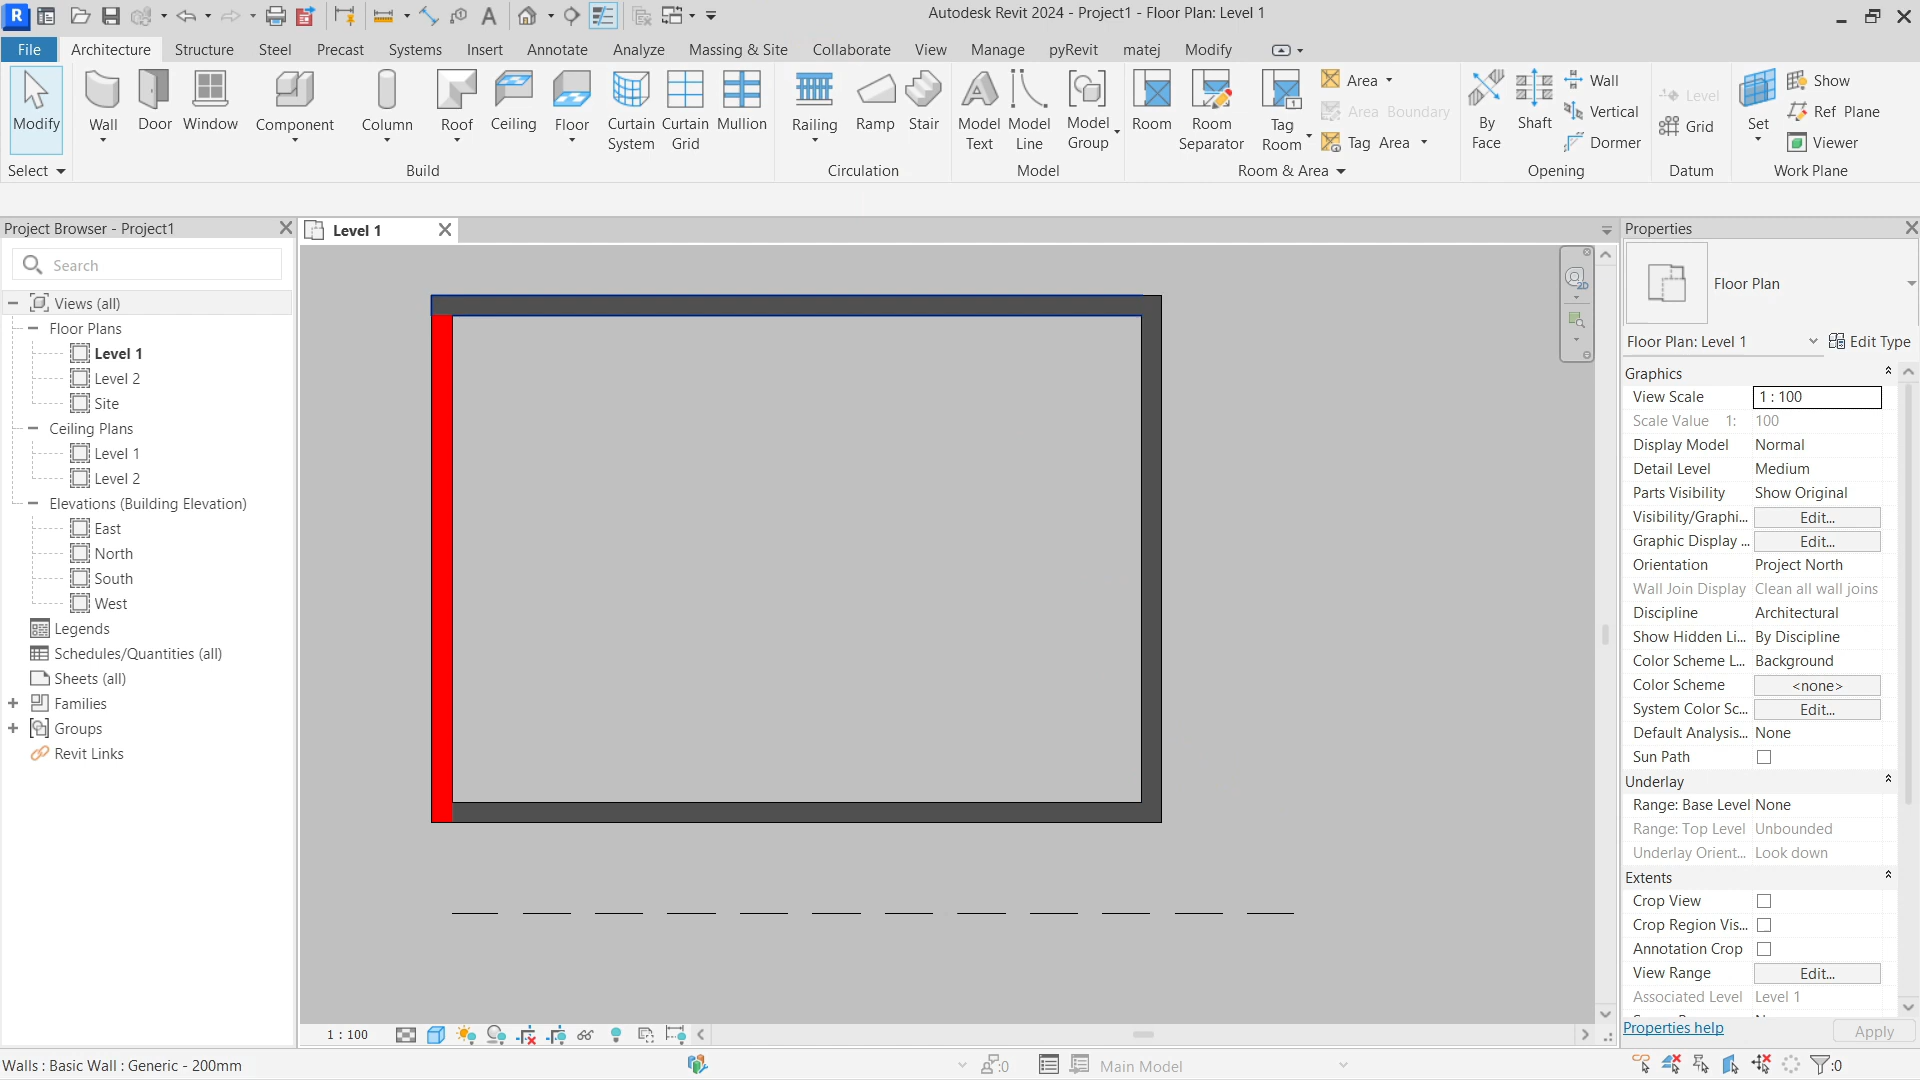 Autodesk Revit 2024 - Project1 - Floor Plan: Level 1
File Architecture Structure Steel Precast Systems Insert Annotate Analyze Massing & Site Collaborate View Manage pyRevit matej Modify
Modify
Wall
Door
Window
Component
Column
Roof
Ceiling
Floor
Curtain System
Curtain Grid
Mullion
Railing
Ramp
Stair
Model Text
Model Line
Model Group
Room
Room Separator
Tag Room
Area
Area Boundary
Tag Area
By Face
Shaft
Wall
Vertical
Dormer
Level
Grid
Set
Show
Ref Plane
Viewer
Select Build Circulation Model Room & Area Opening Datum Work Plane
Project Browser - Project1
Search
Views (all)
Floor Plans
Level 1
Level 2
Site
Ceiling Plans
Level 1
Level 2
Elevations (Building Elevation)
East
North
South
West
Legends
Schedules/Quantities (all)
Sheets (all)
Families
Groups
Revit Links
Level 1
Properties
Floor Plan
Floor Plan: Level 1 Edit Type
Graphics
View Scale 1 : 100
Scale Value 1: 100
Display Model Normal
Detail Level Medium
Parts Visibility Show Original
Visibility/Graphi... Edit...
Graphic Display ... Edit...
Orientation Project North
Wall Join Display Clean all wall joins
Discipline Architectural
Show Hidden Li... By Discipline
Color Scheme L... Background
Color Scheme <none>
System Color Sc... Edit...
Default Analysis... None
Sun Path
Underlay
Range: Base Level None
Range: Top Level Unbounded
Underlay Orient... Look down
Extents
Crop View
Crop Region Vis...
Annotation Crop
View Range Edit...
Associated Level Level 1
Properties help Apply
1 : 100
Walls : Basic Wall : Generic - 200mm
:0
Main Model
:0